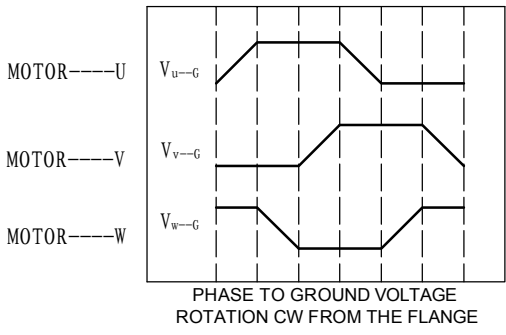 MOTOR----U Vu--G
MOTOR----V Vv--G
MOTOR----W Vw--G
PHASE TO GROUND VOLTAGE
ROTATION CW FROM THE FLANGE